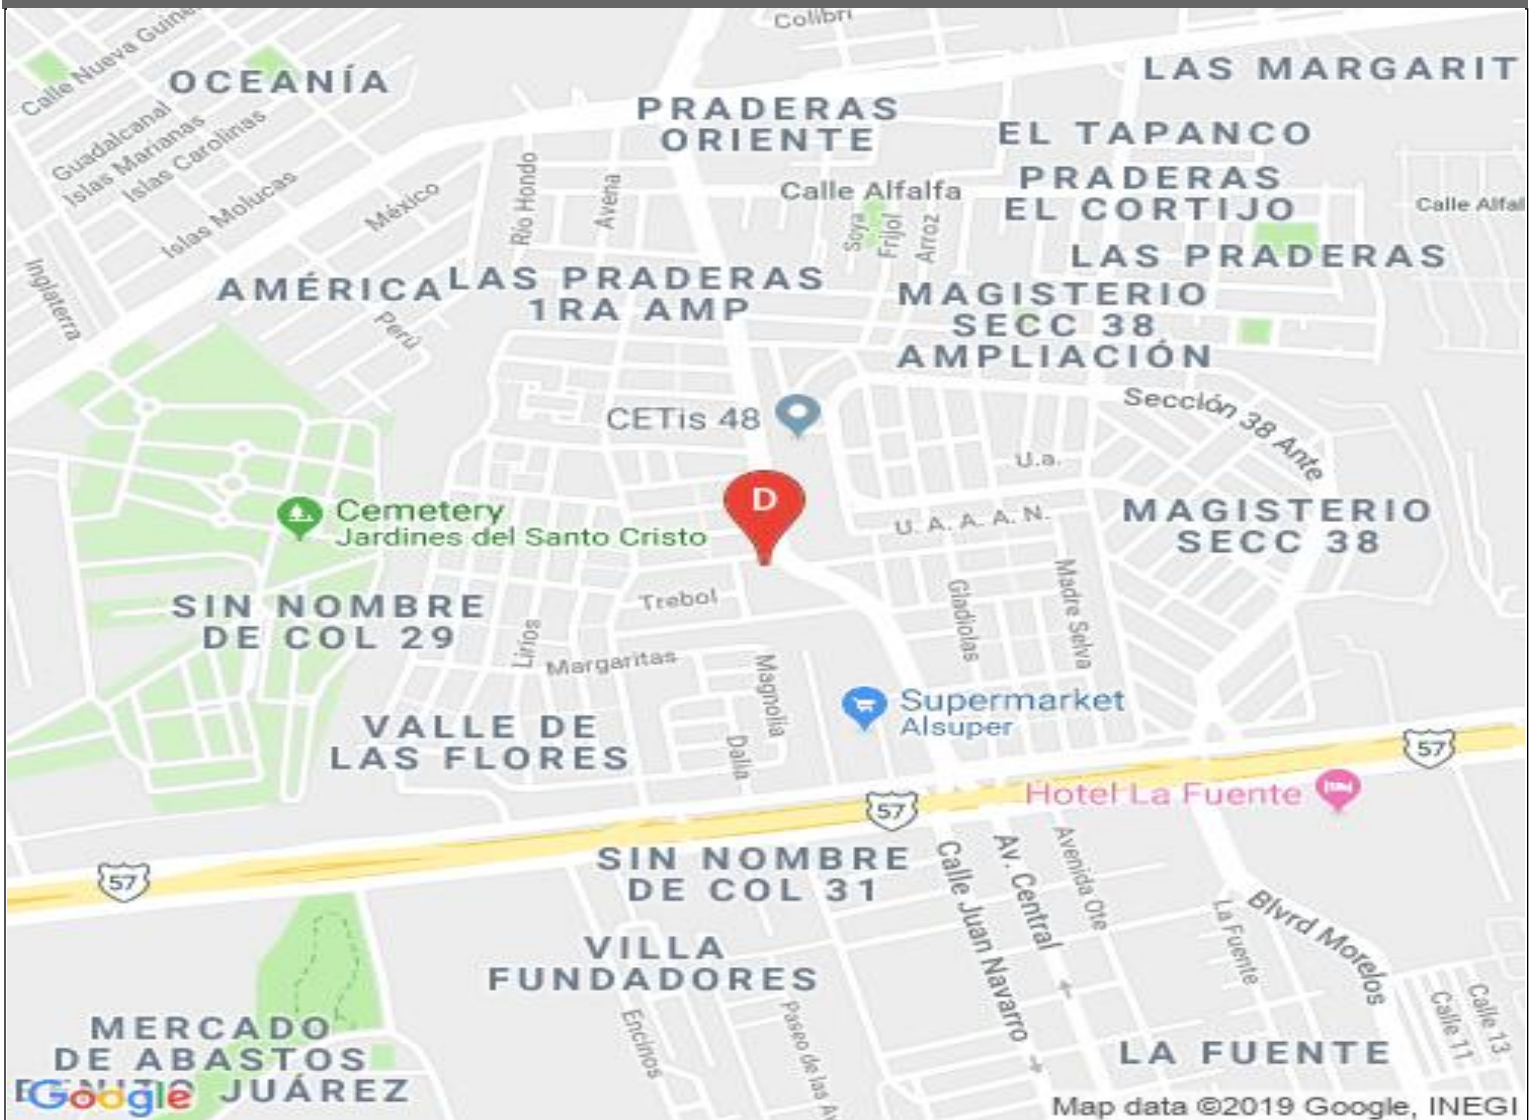 Colibrí
Calle Nueva Guinea
OCEANÍA
LAS MARGARIT
PRADERAS
ORIENTE
EL TAPANCO
Guadalcanal
Islas Marianas
Islas Carolinas
Islas Molucas
México
Río Hondo
Avena
Calle Alfalfa
Soya
Frijol
Arroz
PRADERAS
EL CORTIJO
Calle Alfal
LAS PRADERAS
Inglaterra
AMÉRICA
LAS PRADERAS
1RA AMP
MAGISTERIO
SECC 38
AMPLIACIÓN
Perú
CETis 48
Sección 38 Ante
U.a.
D
Cemetery
Jardines del Santo Cristo
U. A. A. A. N.
MAGISTERIO
SECC 38
SIN NOMBRE
DE COL 29
Trebol
Gladiolas
Madre Selva
Lirios
Margaritas
Magnolia
Dalia
VALLE DE
LAS FLORES
Supermarket
Alsuper
57
57
57
Hotel La Fuente
SIN NOMBRE
DE COL 31
Calle Juan Navarro
Av. Central
Avenida Ote
La Fuente
Blvrd Morelos
VILLA
FUNDADORES
Encinos
Paseo de las Av
Calle 11
Calle 13
LA FUENTE
MERCADO
DE ABASTOS
JUÁREZ
Google
Map data ©2019 Google, INEGI